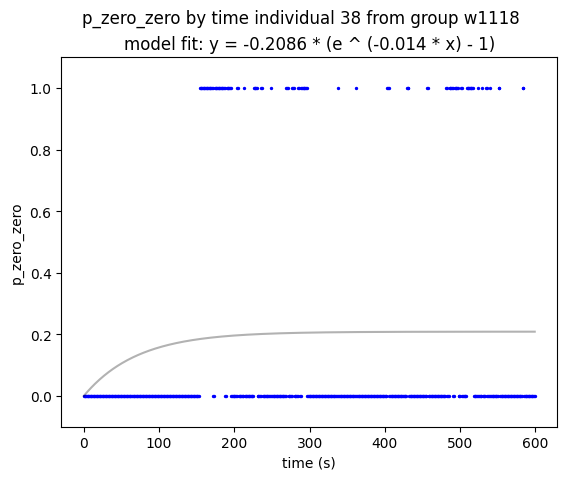 p_zero_zero by time individual 38 from group w1118
model fit: y = -0.2086 * (e ^ (-0.014 * x) - 1)
1.0
0.8
0.6
0.4
0.2
0.0
p_zero_zero
0 100 200 300 400 500 600
time (s)